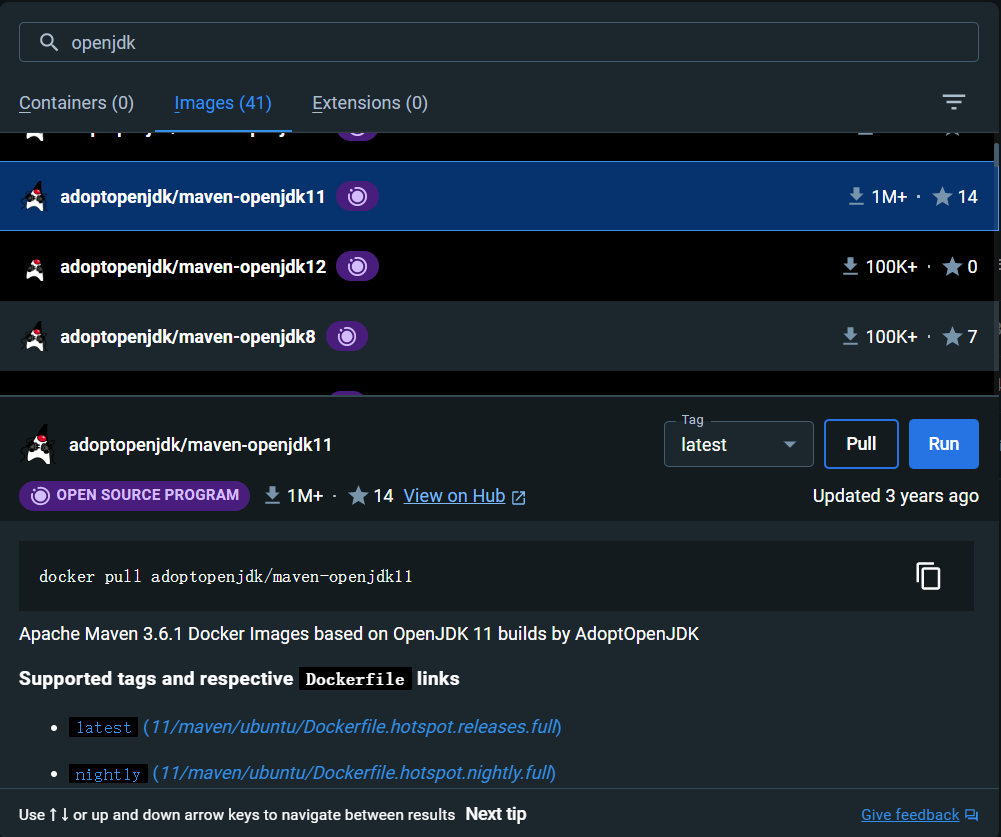 openjdk
Containers (0) Images (41) Extensions (0)
adoptopenjdk/maven-openjdk11 1M+ · 14
adoptopenjdk/maven-openjdk12 100K+ · 0
adoptopenjdk/maven-openjdk8 100K+ · 7
adoptopenjdk/maven-openjdk11 Tag latest Pull Run
OPEN SOURCE PROGRAM 1M+ · 14 View on Hub Updated 3 years ago
docker pull adoptopenjdk/maven-openjdk11
Apache Maven 3.6.1 Docker Images based on OpenJDK 11 builds by AdoptOpenJDK
Supported tags and respective Dockerfile links
• latest (11/maven/ubuntu/Dockerfile.hotspot.releases.full)
• nightly (11/maven/ubuntu/Dockerfile.hotspot.nightly.full)
Use ↑↓ or up and down arrow keys to navigate between results Next tip Give feedback